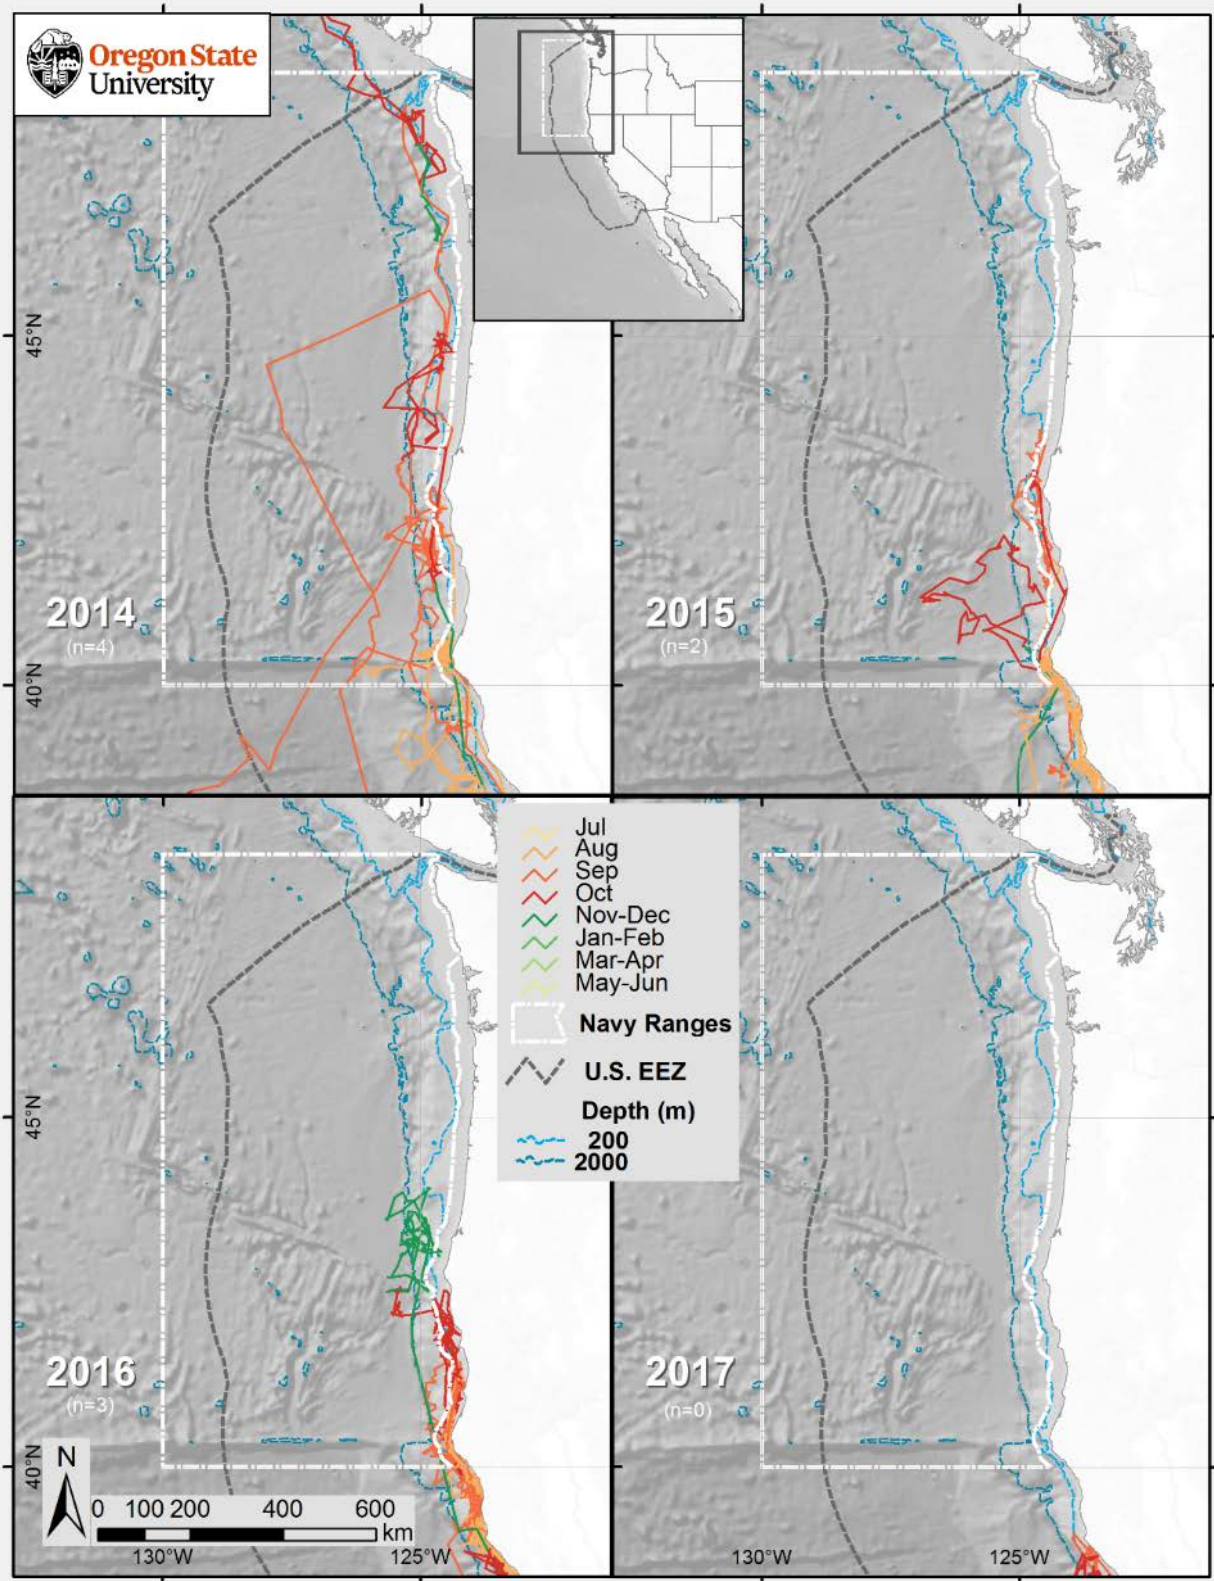 Oregon State
University
45°N
2014
(n=4)
2015
(n=2)
40°N
Jul
Aug
Sep
Oct
Nov-Dec
Jan-Feb
Mar-Apr
May-Jun
Navy Ranges
U.S. EEZ
Depth (m)
200
2000
45°N
2016
(n=3)
2017
(n=0)
40°N
N
0 100 200 400 600
km
130°W 125°W 130°W 125°W